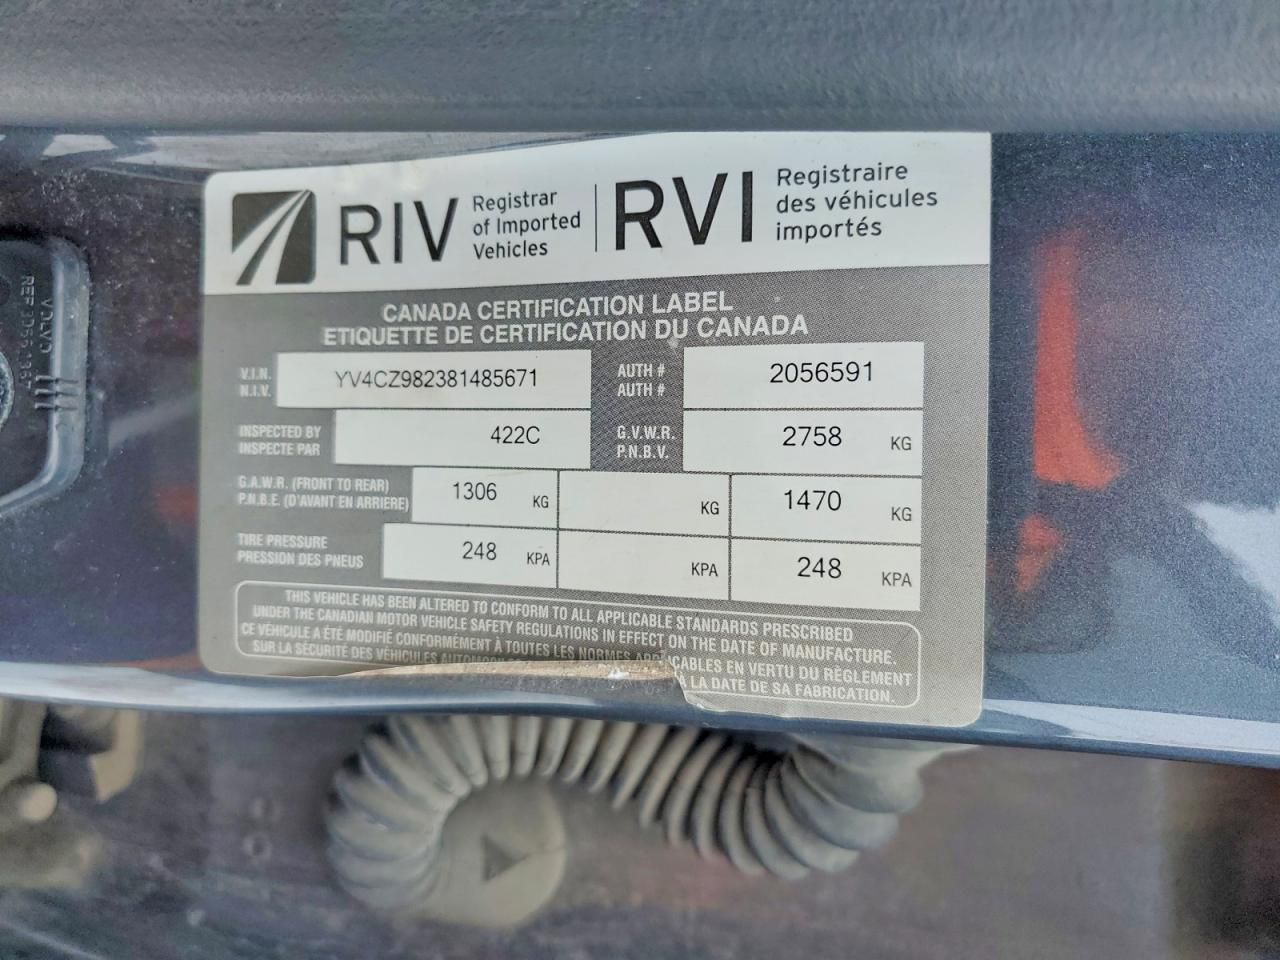 RIV
Registrar
of Imported
Vehicles
RVI
Registraire
des véhicules
importés
CANADA CERTIFICATION LABEL
ETIQUETTE DE CERTIFICATION DU CANADA
V.I.N.
N.I.V.
YV4CZ982381485671
AUTH #
AUTH #
2056591
INSPECTED BY
INSPECTE PAR
422C
G.V.W.R.
P.N.B.V.
2758 KG
G.A.W.R. (FRONT TO REAR)
P.N.B.E. (D'AVANT EN ARRIERE)
1306 KG
KG
1470 KG
TIRE PRESSURE
PRESSION DES PNEUS
248 KPA
KPA
248 KPA
THIS VEHICLE HAS BEEN ALTERED TO CONFORM TO ALL APPLICABLE STANDARDS PRESCRIBED
UNDER THE CANADIAN MOTOR VEHICLE SAFETY REGULATIONS IN EFFECT ON THE DATE OF MANUFACTURE.
CE VÉHICULE A ÉTÉ MODIFIÉ CONFORMÉMENT À TOUTES LES NORMES APPLICABLES EN VERTU DU RÈGLEMENT
SUR LA SÉCURITÉ DES VÉHICULES À LA DATE DE SA FABRICATION.
VOLVO
REF